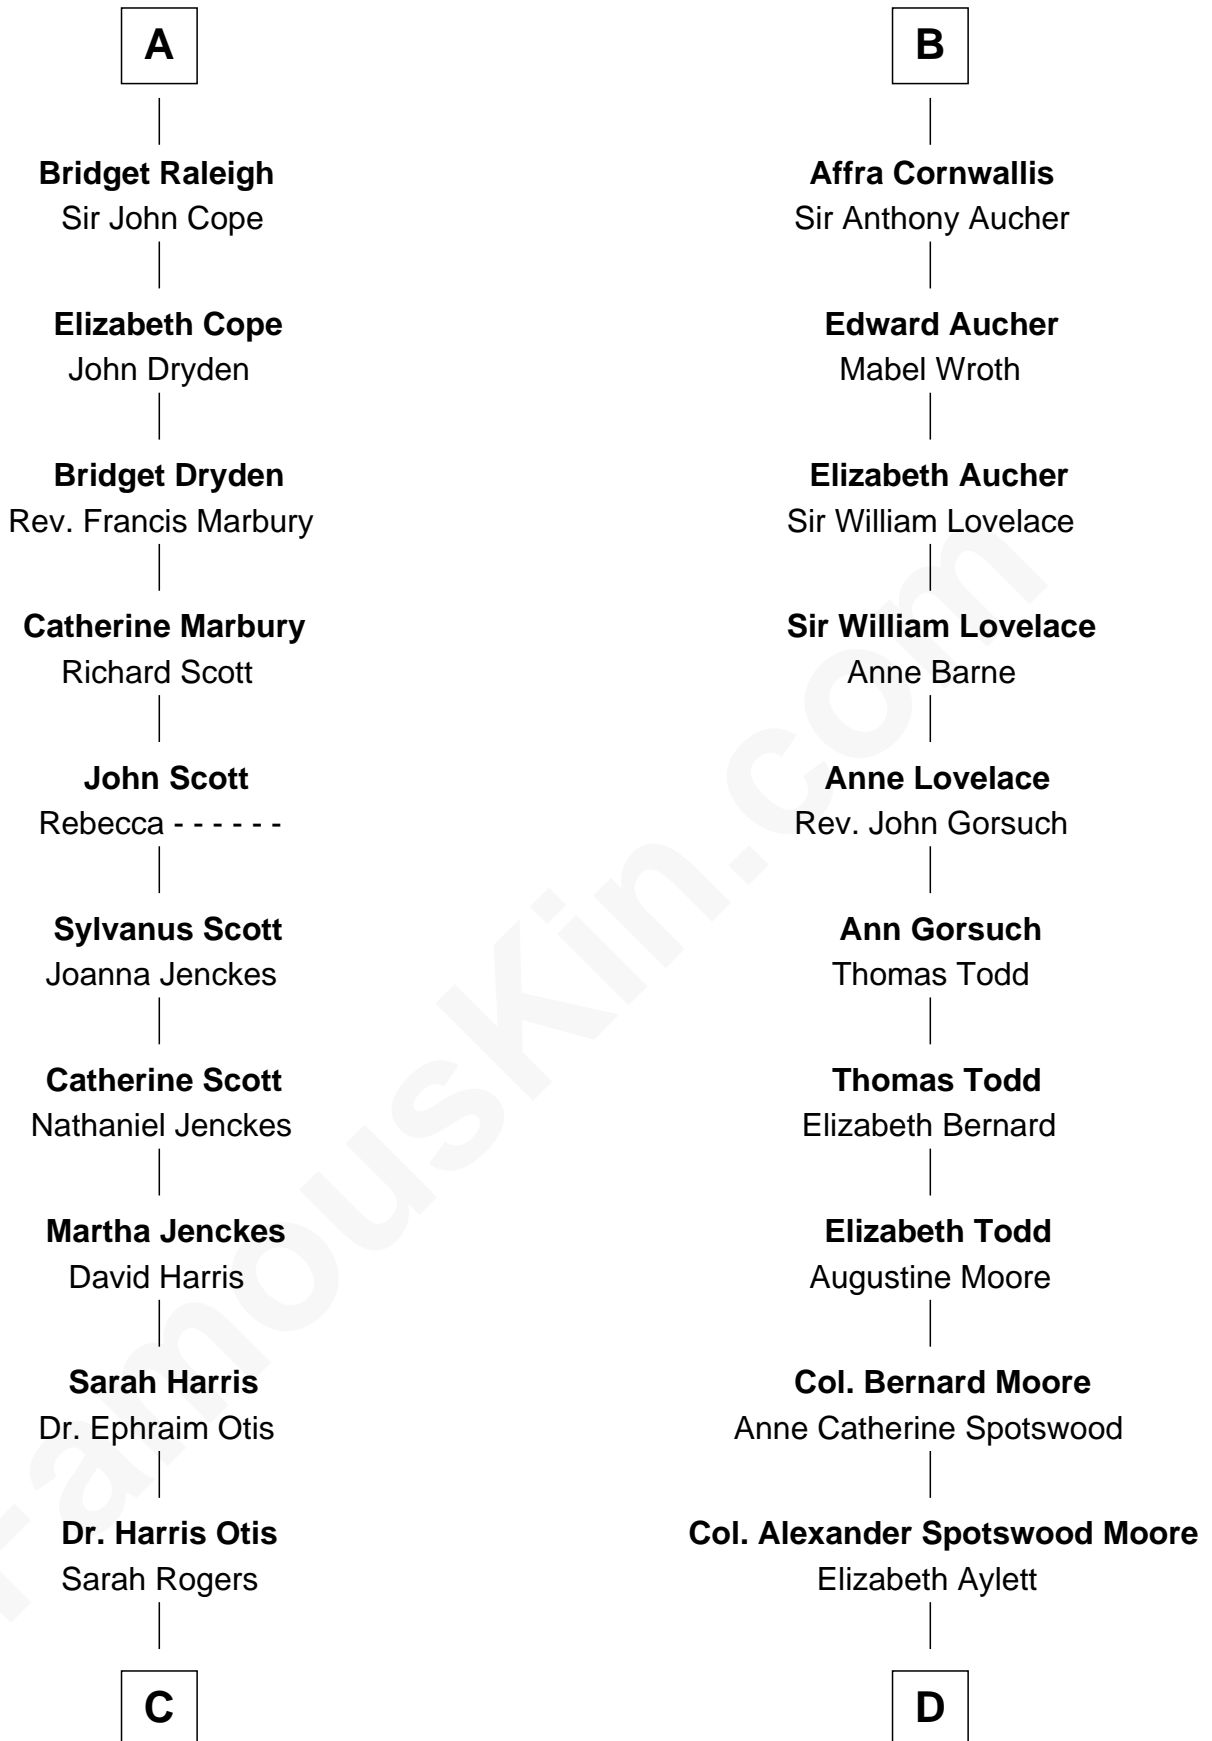 A
Bridget Raleigh
Sir John Cope
Elizabeth Cope
John Dryden
Bridget Dryden
Rev. Francis Marbury
Catherine Marbury
Richard Scott
John Scott
Rebecca - - - - - -
Sylvanus Scott
Joanna Jenckes
Catherine Scott
Nathaniel Jenckes
Martha Jenckes
David Harris
Sarah Harris
Dr. Ephraim Otis
Dr. Harris Otis
Sarah Rogers
C
B
Affra Cornwallis
Sir Anthony Aucher
Edward Aucher
Mabel Wroth
Elizabeth Aucher
Sir William Lovelace
Sir William Lovelace
Anne Barne
Anne Lovelace
Rev. John Gorsuch
Ann Gorsuch
Thomas Todd
Thomas Todd
Elizabeth Bernard
Elizabeth Todd
Augustine Moore
Col. Bernard Moore
Anne Catherine Spotswood
Col. Alexander Spotswood Moore
Elizabeth Aylett
D
FamousKin.com